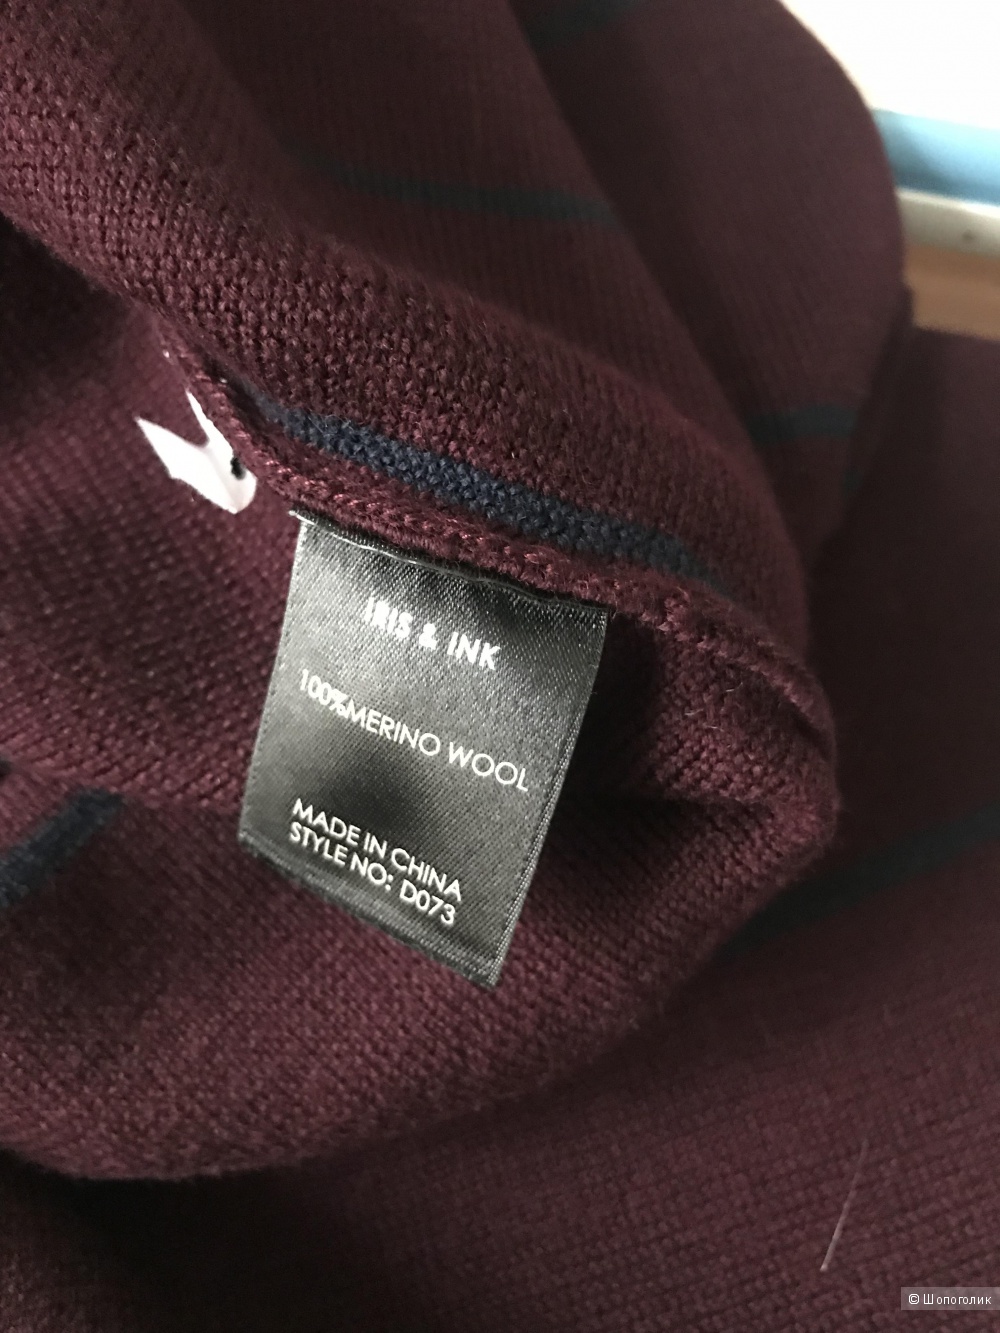 IRIS & INK
100%MERINO WOOL
MADE IN CHINA
STYLE NO: D073
© Шопоголик